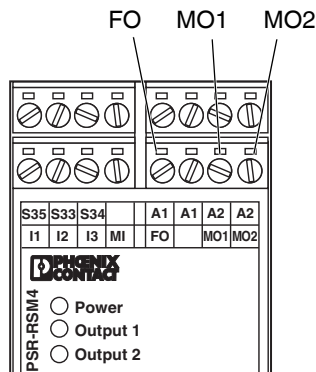 FO MO1 MO2
S35 S33 S34 A1 A1 A2 A2
I1 I2 I3 MI FO MO1 MO2
PHŒNIX
CONTACT
PSR-RSM4
Power
Output 1
Output 2